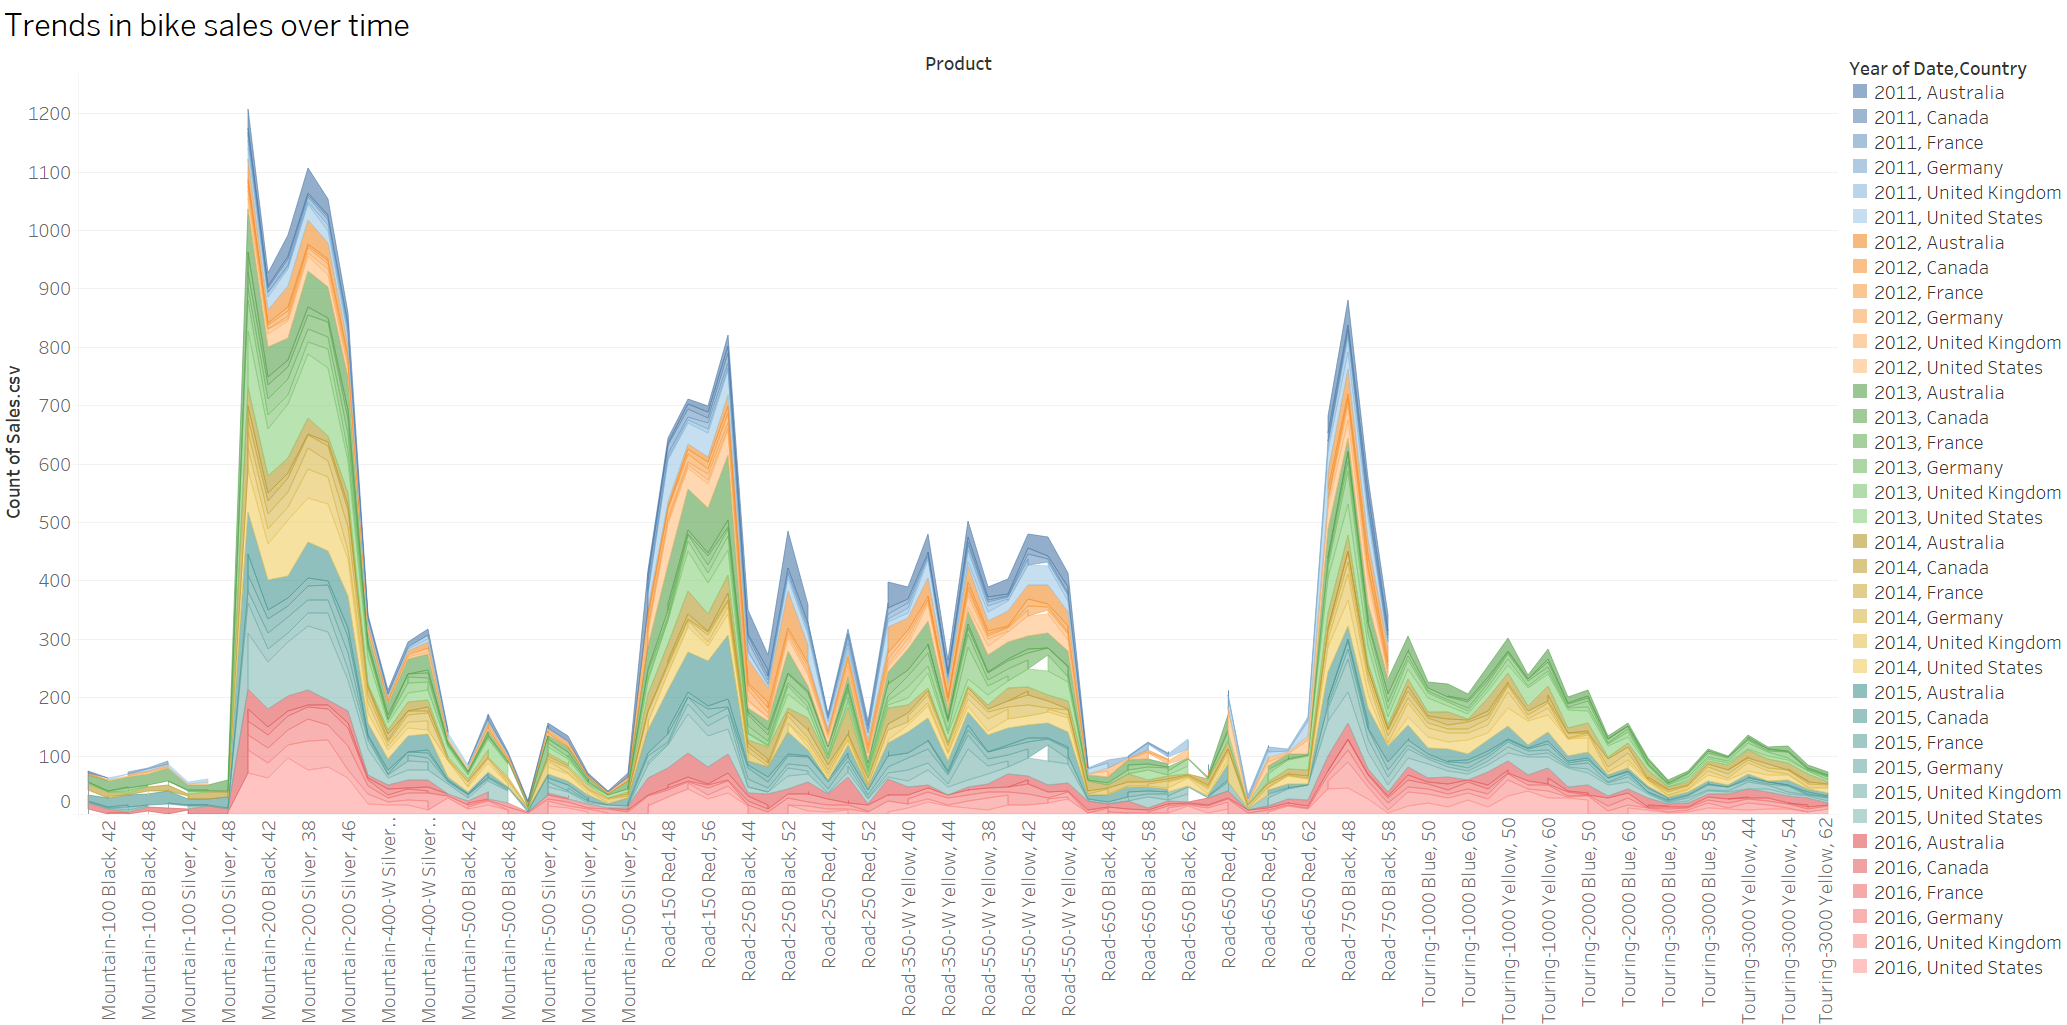 Trends in bike sales over time
Product
Year of Date,Country
2011, Australia
2011, Canada
2011, France
2011, Germany
2011, United Kingdom
2011, United States
2012, Australia
2012, Canada
2012, France
2012, Germany
2012, United Kingdom
2012, United States
2013, Australia
2013, Canada
2013, France
2013, Germany
2013, United Kingdom
2013, United States
2014, Australia
2014, Canada
2014, France
2014, Germany
2014, United Kingdom
2014, United States
2015, Australia
2015, Canada
2015, France
2015, Germany
2015, United Kingdom
2015, United States
2016, Australia
2016, Canada
2016, France
2016, Germany
2016, United Kingdom
2016, United States
Count of Sales.csv
1200
1100
1000
900
800
700
600
500
400
300
200
100
0
Mountain-100 Black, 42
Mountain-100 Black, 48
Mountain-100 Silver, 42
Mountain-100 Silver, 48
Mountain-200 Black, 42
Mountain-200 Silver, 38
Mountain-200 Silver, 46
Mountain-400-W Silver..
Mountain-400-W Silver..
Mountain-500 Black, 42
Mountain-500 Black, 48
Mountain-500 Silver, 40
Mountain-500 Silver, 44
Mountain-500 Silver, 52
Road-150 Red, 48
Road-150 Red, 56
Road-250 Black, 44
Road-250 Black, 52
Road-250 Red, 44
Road-250 Red, 52
Road-350-W Yellow, 40
Road-350-W Yellow, 44
Road-550-W Yellow, 38
Road-550-W Yellow, 42
Road-550-W Yellow, 48
Road-650 Black, 48
Road-650 Black, 58
Road-650 Black, 62
Road-650 Red, 48
Road-650 Red, 58
Road-650 Red, 62
Road-750 Black, 48
Road-750 Black, 58
Touring-1000 Blue, 50
Touring-1000 Blue, 60
Touring-1000 Yellow, 50
Touring-1000 Yellow, 60
Touring-2000 Blue, 50
Touring-2000 Blue, 60
Touring-3000 Blue, 50
Touring-3000 Blue, 58
Touring-3000 Yellow, 44
Touring-3000 Yellow, 54
Touring-3000 Yellow, 62